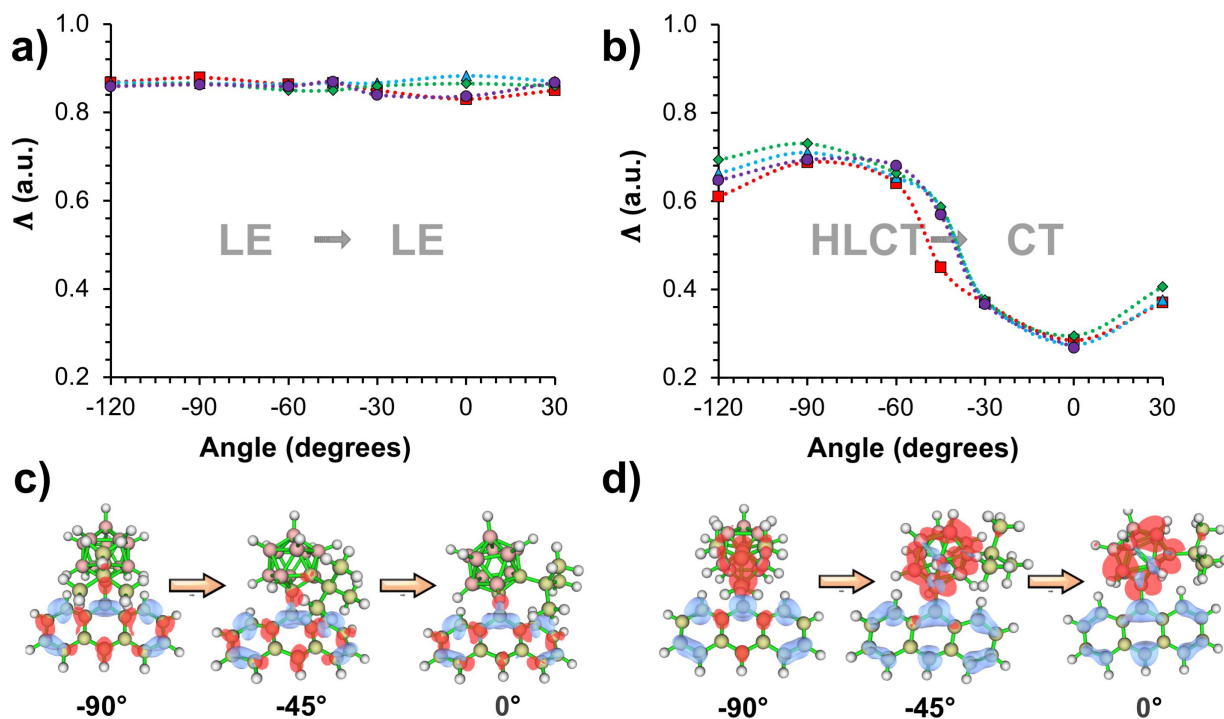 a)
1.0
0.8
0.6
0.4
0.2
Λ (a.u.)
LE LE
-120 -90 -60 -30 0 30
Angle (degrees)
b)
1.0
0.8
0.6
0.4
0.2
Λ (a.u.)
HLCT CT
-120 -90 -60 -30 0 30
Angle (degrees)
c)
-90° -45° 0°
d)
-90° -45° 0°